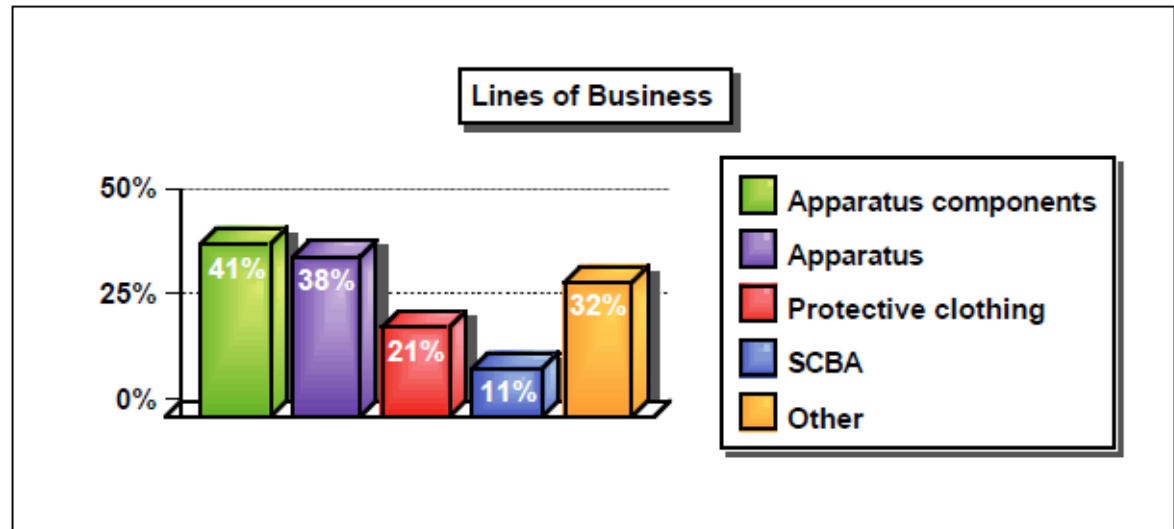 Lines of Business
50%
25%
0%
41%
38%
21%
11%
32%
Apparatus components
Apparatus
Protective clothing
SCBA
Other